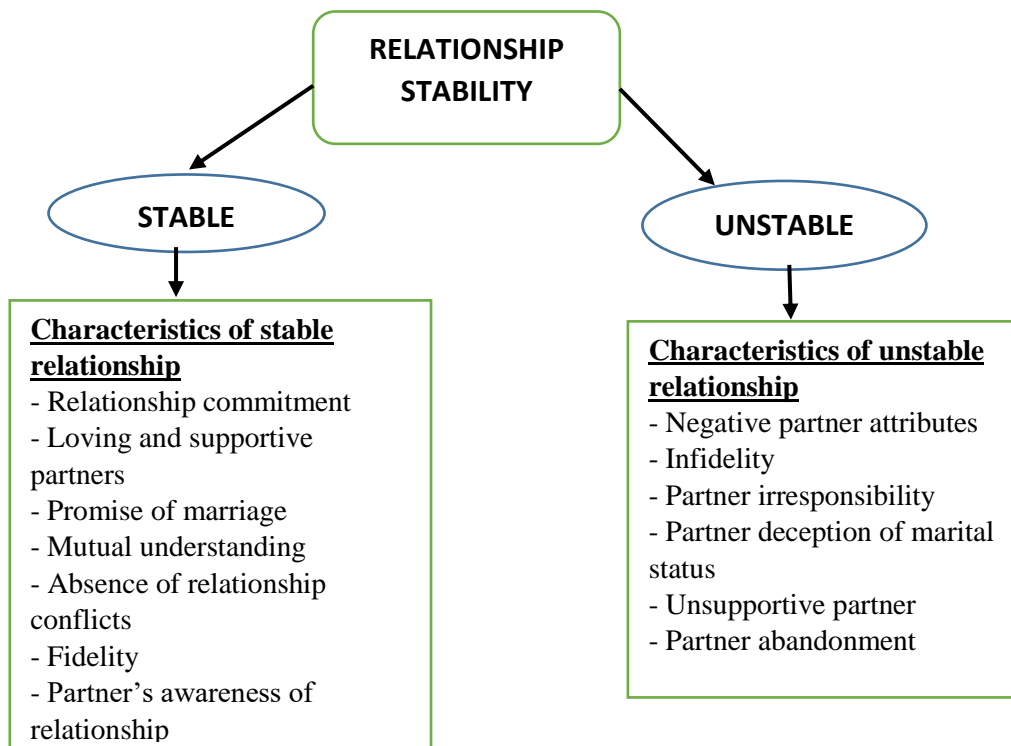 RELATIONSHIP
STABILITY
STABLE
UNSTABLE
Characteristics of stable
relationship
- Relationship commitment
- Loving and supportive
partners
- Promise of marriage
- Mutual understanding
- Absence of relationship
conflicts
- Fidelity
- Partner’s awareness of
relationship
Characteristics of unstable
relationship
- Negative partner attributes
- Infidelity
- Partner irresponsibility
- Partner deception of marital
status
- Unsupportive partner
- Partner abandonment